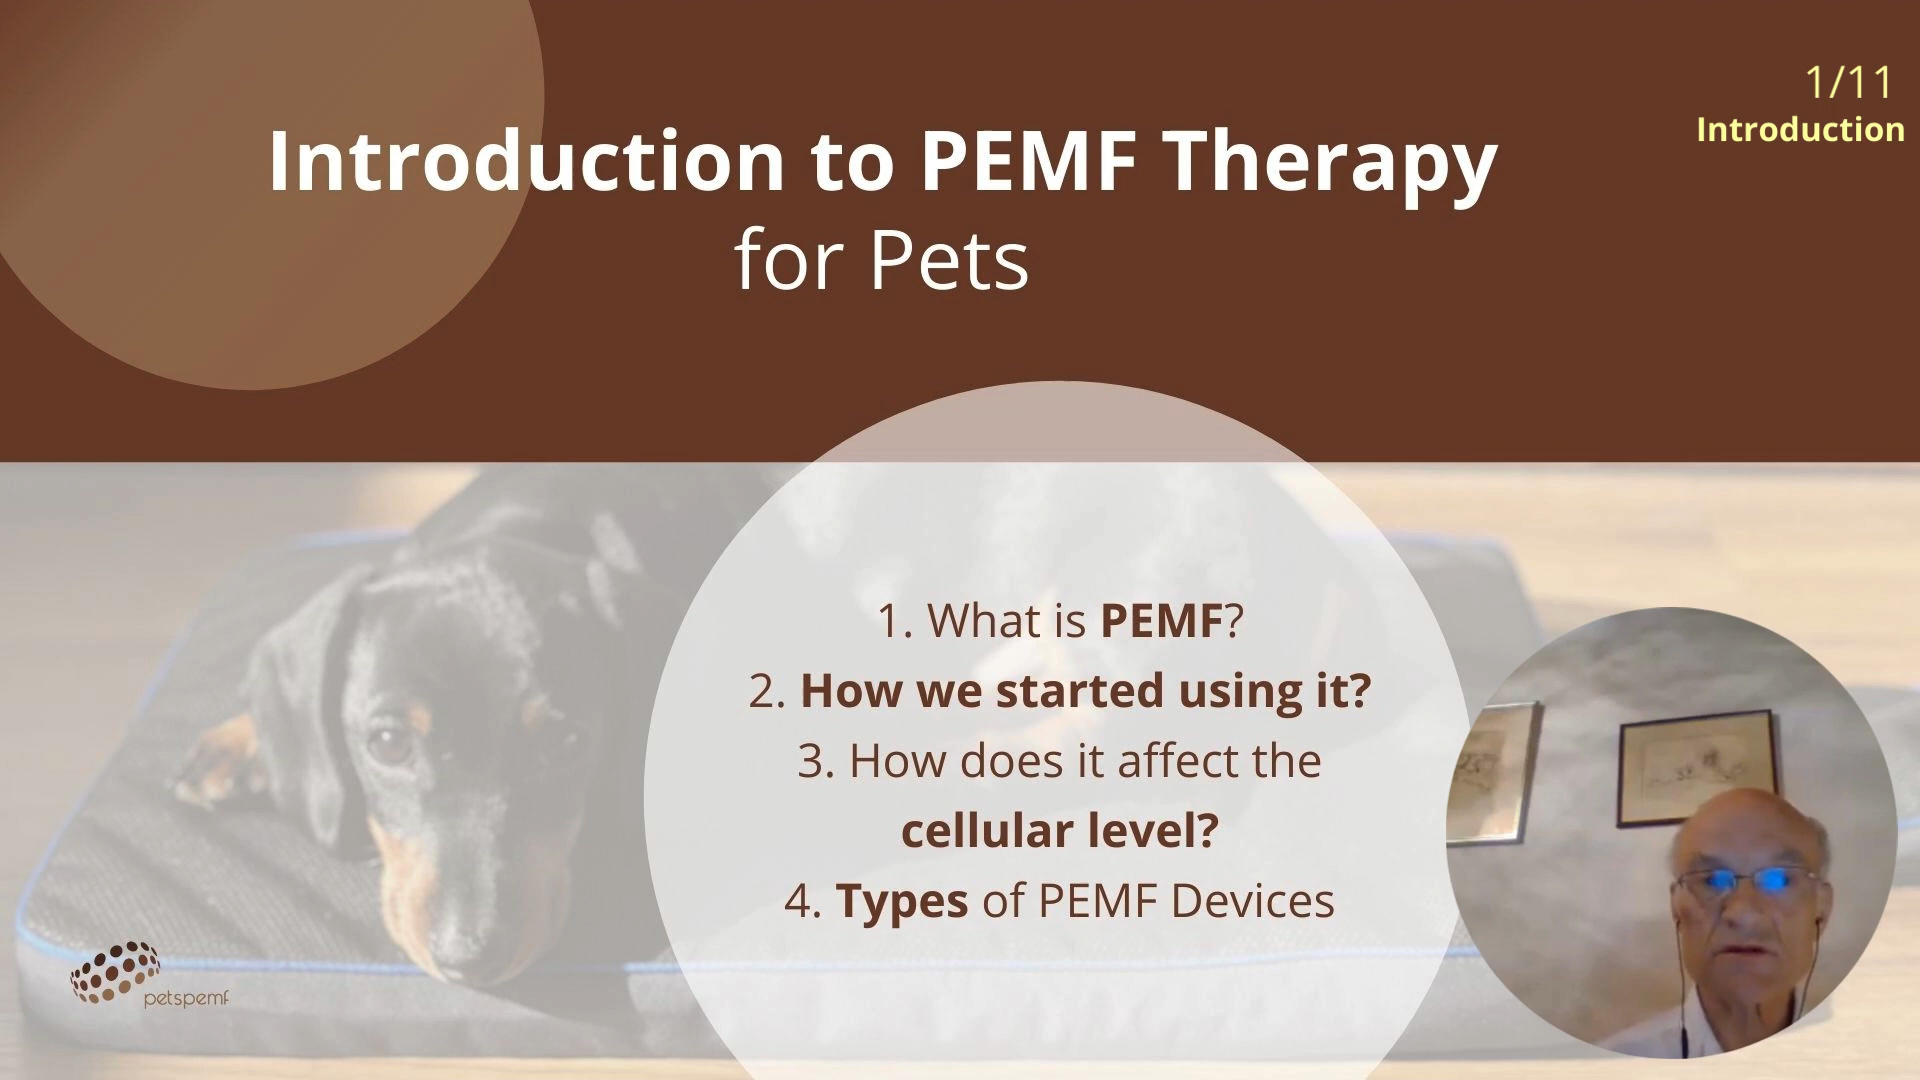 1/11
Introduction
Introduction to PEMF Therapy
for Pets
1. What is PEMF?
2. How we started using it?
3. How does it affect the
cellular level?
4. Types of PEMF Devices
petspemf